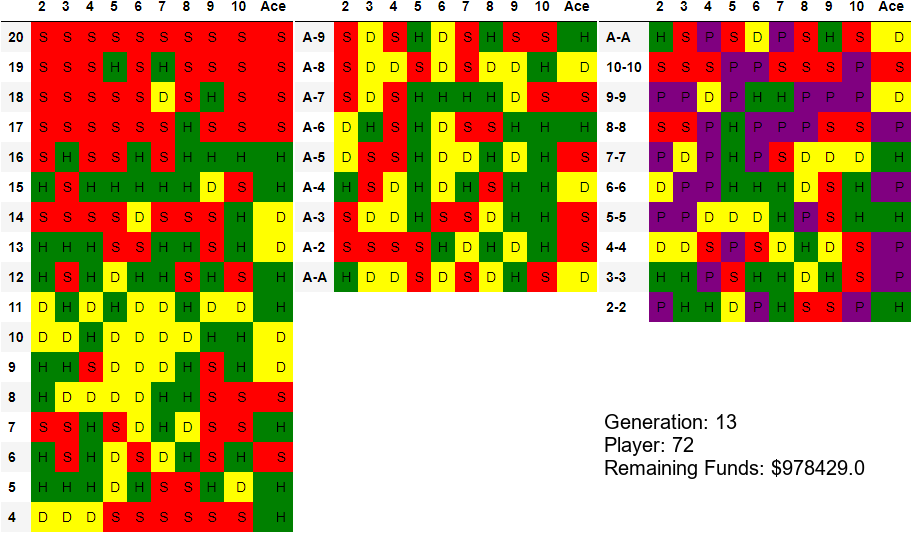 2 3 4 5 6 7 8 9 10 Ace
20 S S S S S S S S S S
19 S S S H S H S S S S
18 S S S S S D S H S S
17 S S S S S S H S S S
16 S H S S H S H H H H
15 H S H H H H H D S H
14 S S S S D S S S H D
13 H H H S S H H S H D
12 H S H D H H S H S H
11 D H D H D D H D D H
10 D D H D D D D H H D
9 H H S D D D H S H D
8 H D D D D H H S S S
7 S S H S D H D S S H
6 H S H D S D H S H S
5 H H H D H S S H D H
4 D D D S S S S S S H
2 3 4 5 6 7 8 9 10 Ace
A-9 S D S H D S H S S H
A-8 S D D S D S D D H D
A-7 S D S H H H H D S S
A-6 D H S H D S S H H H
A-5 D S S H D D H D H S
A-4 H S D H D H S H H D
A-3 S D D H S S D H H S
A-2 S S S S H D H D H S
A-A H D D S D S D H S D
2 3 4 5 6 7 8 9 10 Ace
A-A H S P S D P S H S D
10-10 S S S P P S S S P S
9-9 P P D P H H P P P D
8-8 S S P H P P P S S P
7-7 P D P H P S D D D H
6-6 D P P H H H D S H P
5-5 P P D D D H P S H H
4-4 D D S P S D H D S P
3-3 H H P S H H D H S P
2-2 P H H D P H S S P H
Generation: 13
Player: 72
Remaining Funds: $978429.0